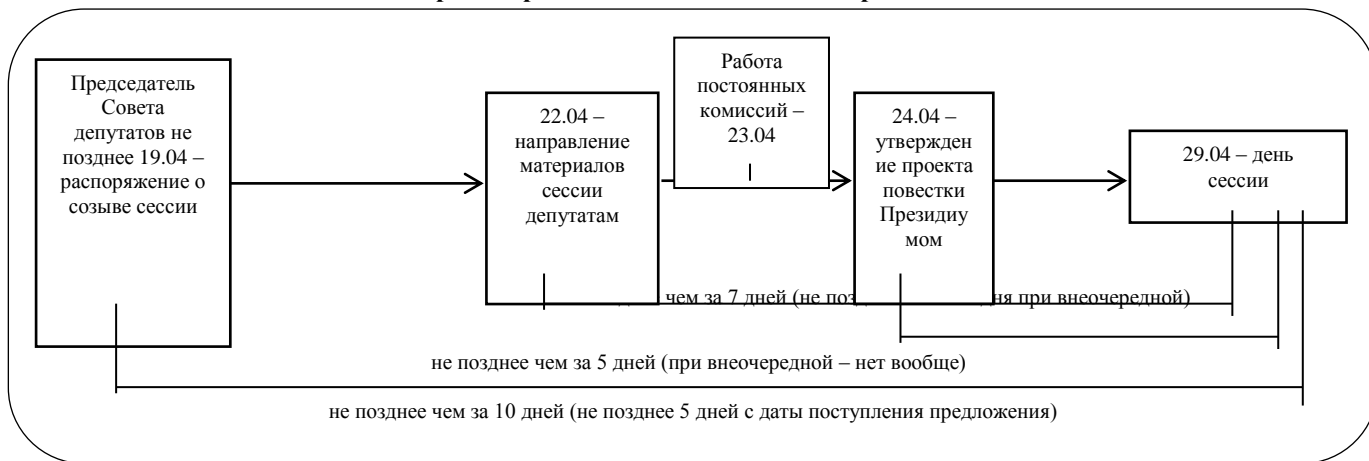 Председатель
Совета
депутатов не
позднее 19.04 –
распоряжение о
созыве сессии
22.04 –
направление
материалов
сессии
депутатам
Работа
постоянных
комиссий –
23.04
24.04 –
утвержден
ие проекта
повестки
Президиу
мом
29.04 – день
сессии
чем за 7 дней (не поз
при внеочередной)
не позднее чем за 5 дней (при внеочередной – нет вообще)
не позднее чем за 10 дней (не позднее 5 дней с даты поступления предложения)